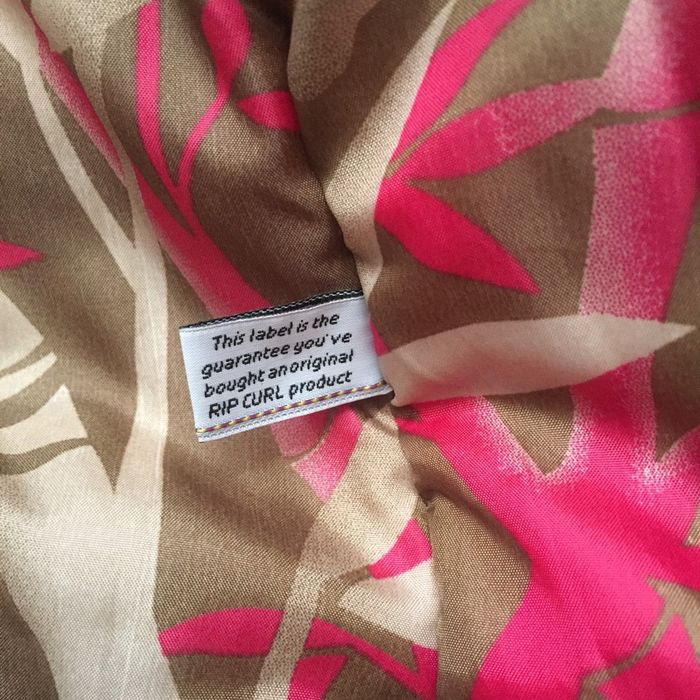 This label is the
guarantee you've
bought an original
RIP CURL product